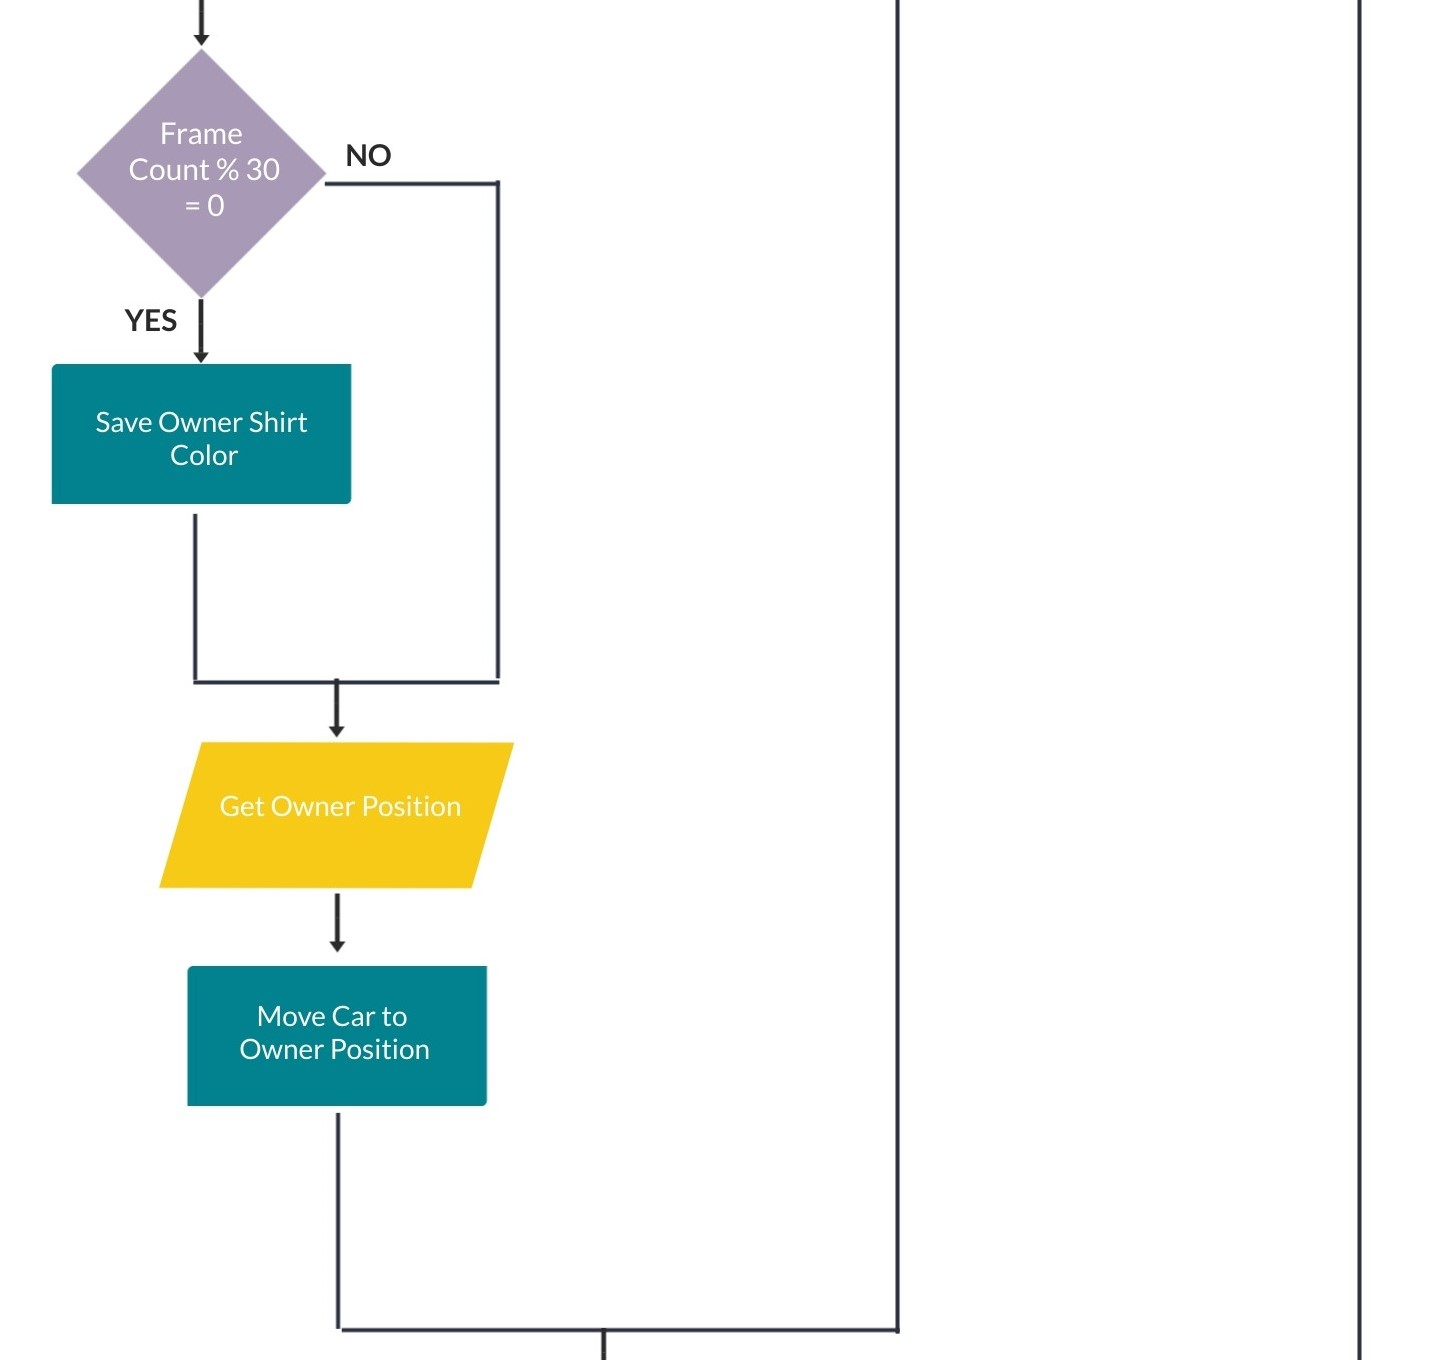 Frame
Count % 30
= 0
NO
YES
Save Owner Shirt
Color
Get Owner Position
Move Car to
Owner Position